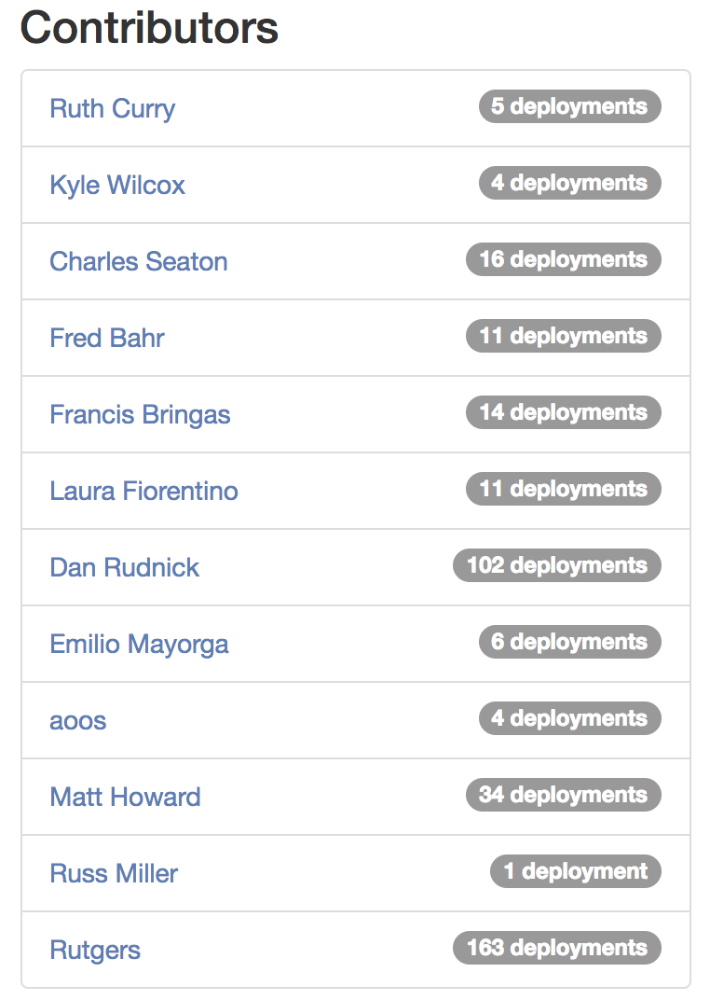 Contributors
Ruth Curry 5 deployments
Kyle Wilcox 4 deployments
Charles Seaton 16 deployments
Fred Bahr 11 deployments
Francis Bringas 14 deployments
Laura Fiorentino 11 deployments
Dan Rudnick 102 deployments
Emilio Mayorga 6 deployments
aoos 4 deployments
Matt Howard 34 deployments
Russ Miller 1 deployment
Rutgers 163 deployments